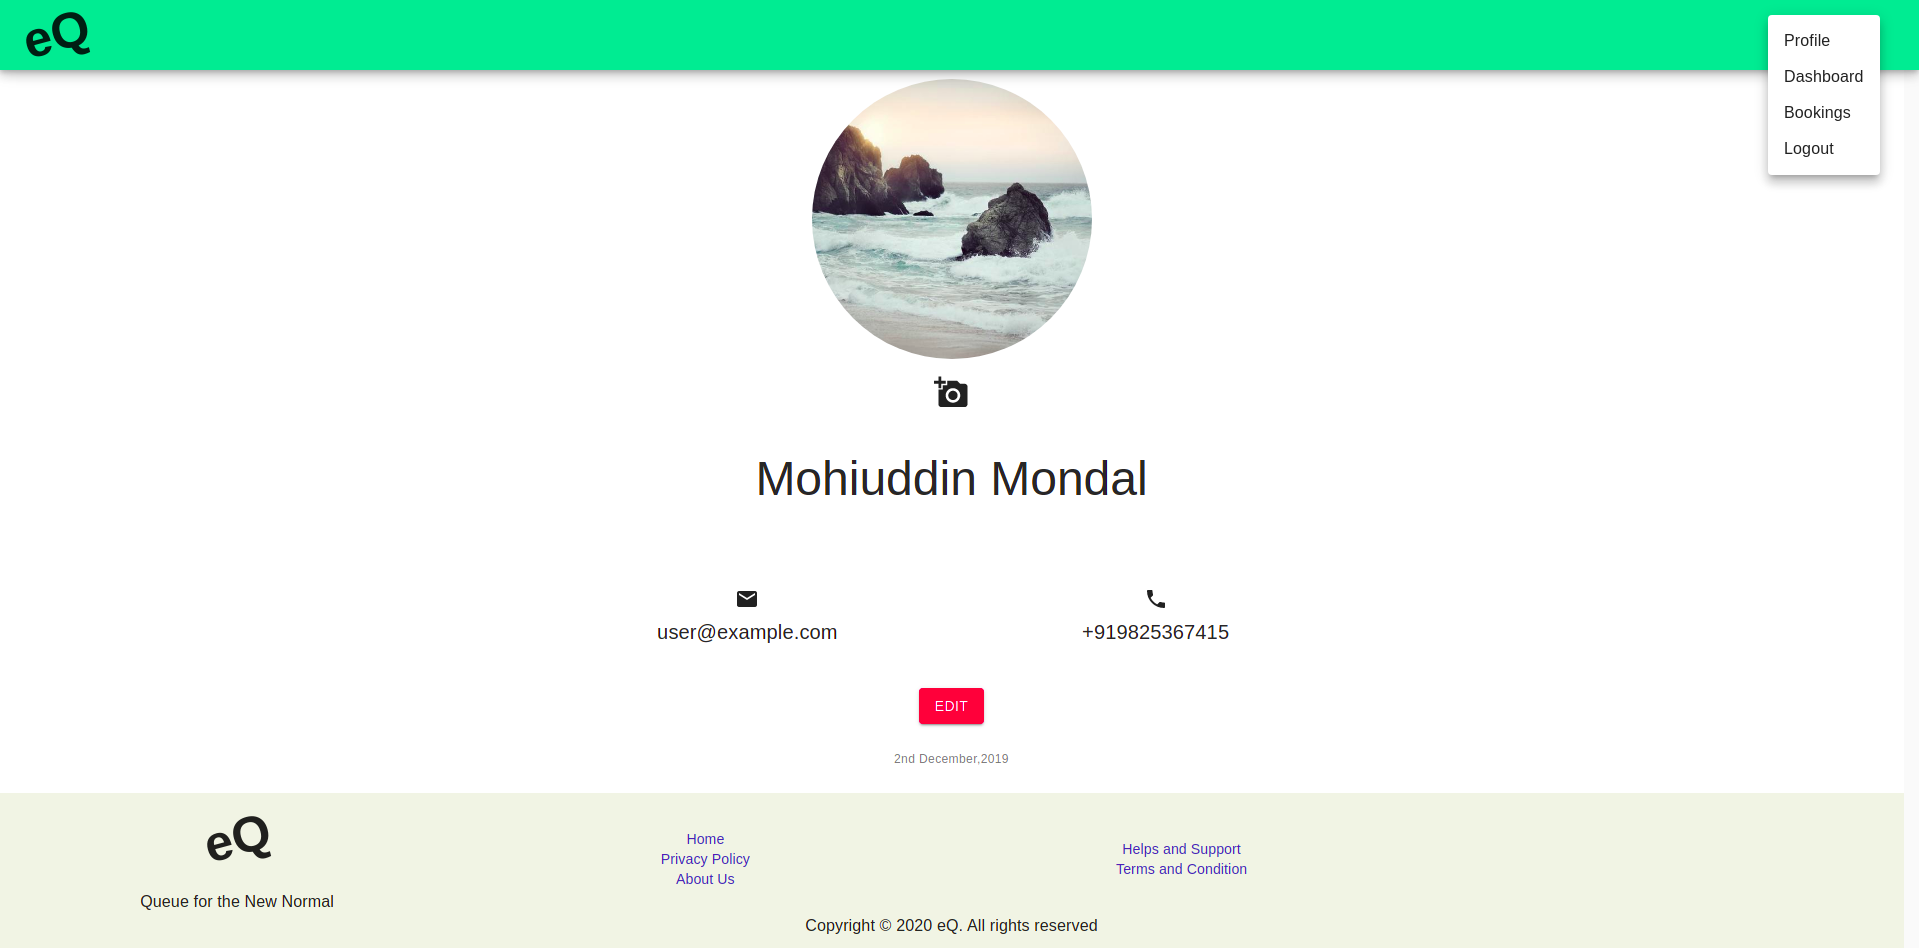 eQ
Profile
Dashboard
Bookings
Logout
Mohiuddin Mondal
user@example.com
+919825367415
EDIT
2nd December,2019
eQ
Queue for the New Normal
Home
Privacy Policy
About Us
Helps and Support
Terms and Condition
Copyright © 2020 eQ. All rights reserved